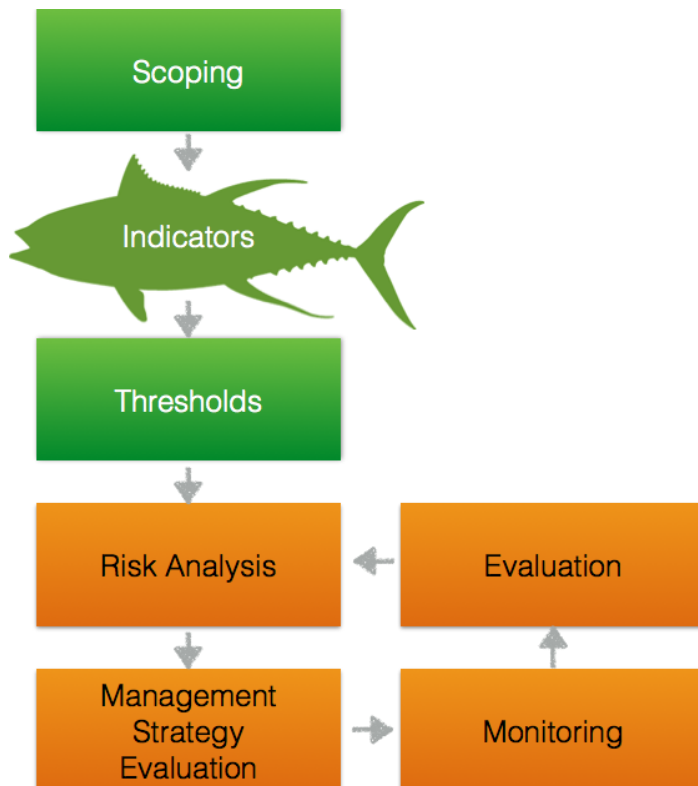 Scoping
Indicators
Thresholds
Risk Analysis
Evaluation
Management
Strategy
Evaluation
Monitoring